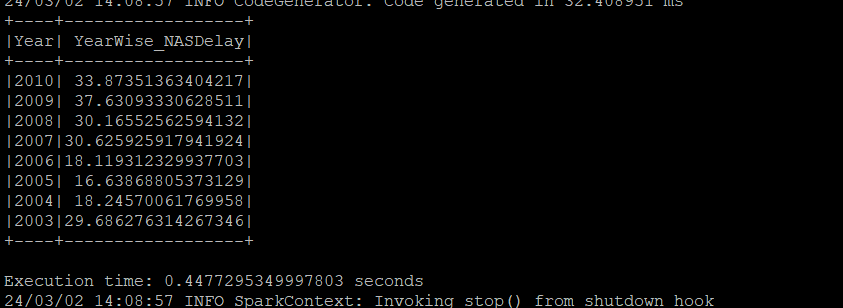 24/03/02 14:08:57 INFO CodeGenerator: Code generated in 32.408951 ms
+----+------------------+
|Year| YearWise_NASDelay|
+----+------------------+
|2010| 33.87351363404217|
|2009| 37.63093330628511|
|2008| 30.16552562594132|
|2007|30.625925917941924|
|2006|18.119312329937703|
|2005| 16.63868805373129|
|2004| 18.24570061769958|
|2003|29.686276314267346|
+----+------------------+
Execution time: 0.4477295349997803 seconds
24/03/02 14:08:57 INFO SparkContext: Invoking stop() from shutdown hook